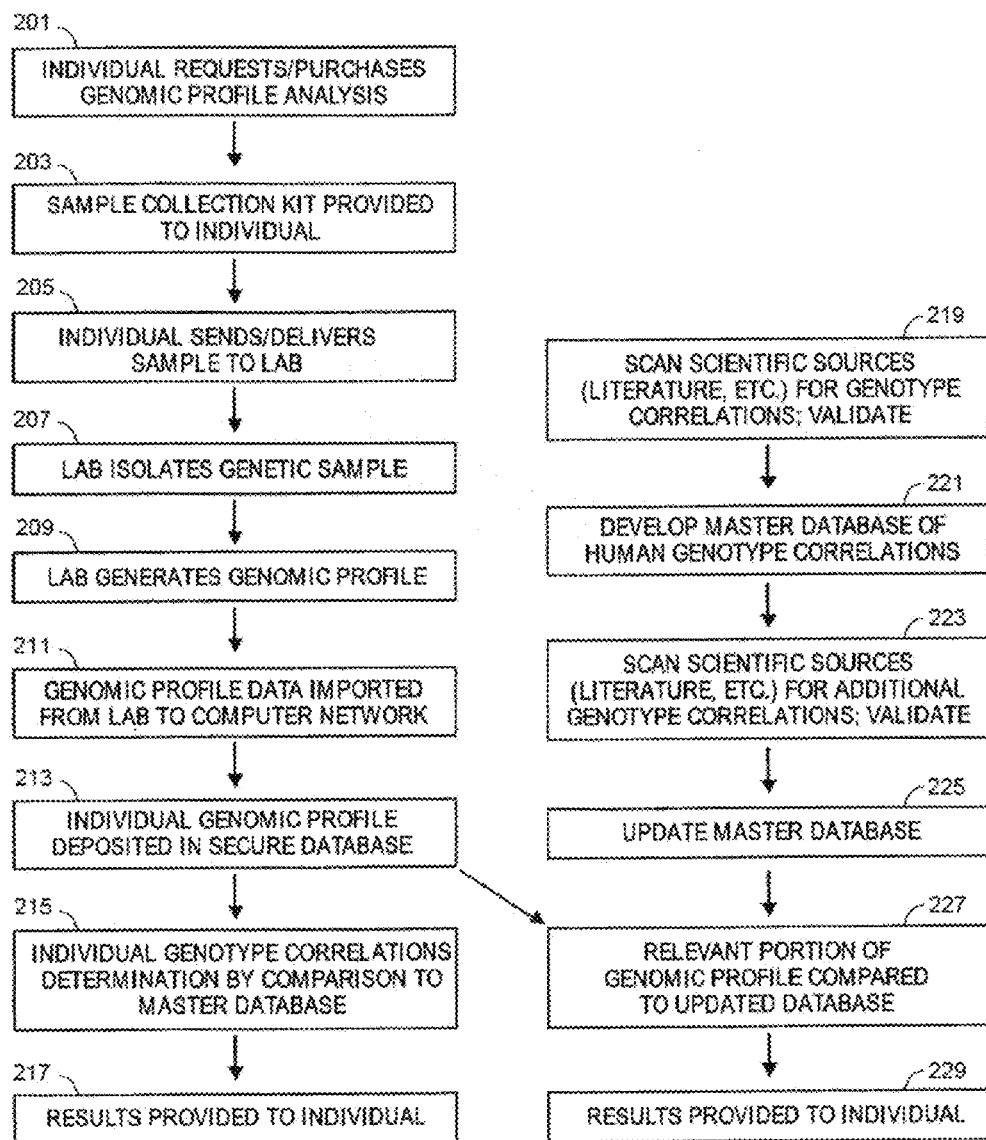 201
INDIVIDUAL REQUESTS/PURCHASES
GENOMIC PROFILE ANALYSIS
203
SAMPLE COLLECTION KIT PROVIDED
TO INDIVIDUAL
205
INDIVIDUAL SENDS/DELIVERS
SAMPLE TO LAB
207
LAB ISOLATES GENETIC SAMPLE
209
LAB GENERATES GENOMIC PROFILE
211
GENOMIC PROFILE DATA IMPORTED
FROM LAB TO COMPUTER NETWORK
213
INDIVIDUAL GENOMIC PROFILE
DEPOSITED IN SECURE DATABASE
215
INDIVIDUAL GENOTYPE CORRELATIONS
DETERMINATION BY COMPARISON TO
MASTER DATABASE
217
RESULTS PROVIDED TO INDIVIDUAL
219
SCAN SCIENTIFIC SOURCES
(LITERATURE, ETC.) FOR GENOTYPE
CORRELATIONS; VALIDATE
221
DEVELOP MASTER DATABASE OF
HUMAN GENOTYPE CORRELATIONS
223
SCAN SCIENTIFIC SOURCES
(LITERATURE, ETC.) FOR ADDITIONAL
GENOTYPE CORRELATIONS; VALIDATE
225
UPDATE MASTER DATABASE
227
RELEVANT PORTION OF
GENOMIC PROFILE COMPARED
TO UPDATED DATABASE
229
RESULTS PROVIDED TO INDIVIDUAL